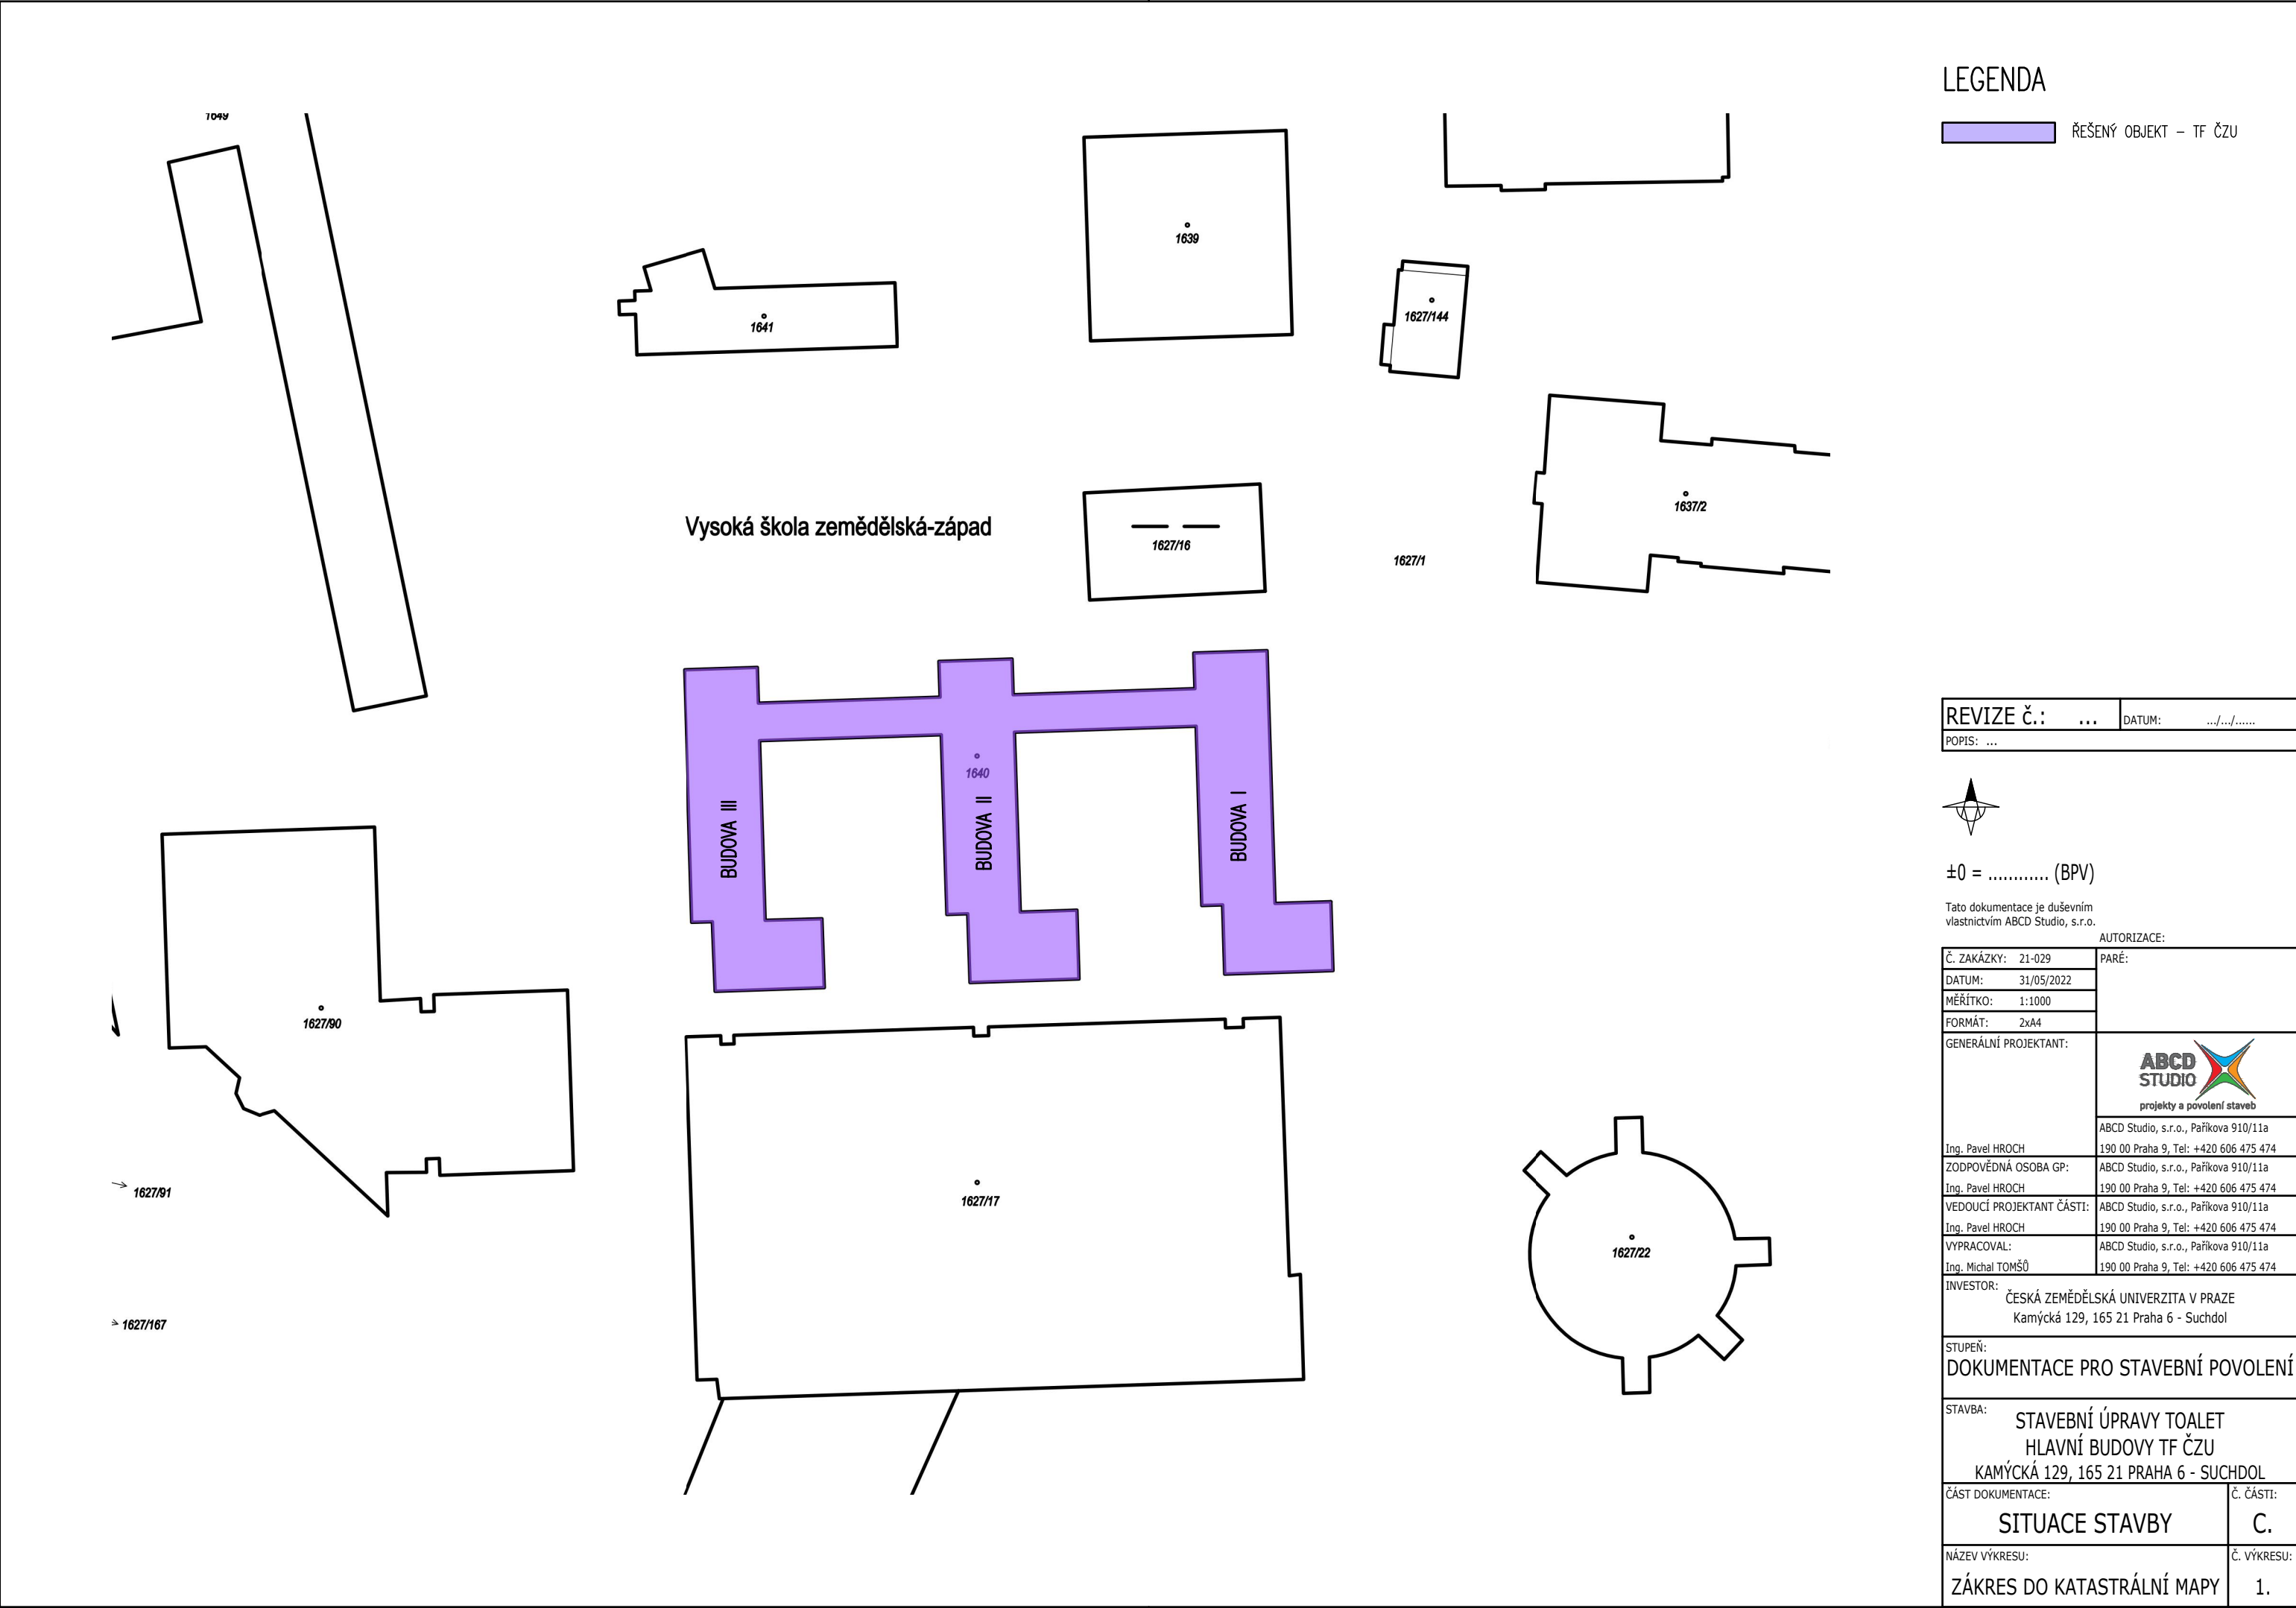 LEGENDA
ŘEŠENÝ OBJEKT – TF ČZU
1649
1639
1641
1627/144
1637/2
Vysoká škola zemědělská-západ
1627/16
1627/1
1640
BUDOVA III
BUDOVA II
BUDOVA I
1627/90
1627/91
1627/17
1627/22
1627/167
REVIZE č.: ...
DATUM: .../.../......
POPIS: ...
±0 = ............ (BPV)
Tato dokumentace je duševním
vlastnictvím ABCD Studio, s.r.o.
AUTORIZACE:
Č. ZAKÁZKY: 21-029
PARÉ:
DATUM: 31/05/2022
MĚŘÍTKO: 1:1000
FORMÁT: 2xA4
GENERÁLNÍ PROJEKTANT:
ABCD
STUDIO
projekty a povolení staveb
ABCD Studio, s.r.o., Paříkova 910/11a
Ing. Pavel HROCH
190 00 Praha 9, Tel: +420 606 475 474
ZODPOVĚDNÁ OSOBA GP:
ABCD Studio, s.r.o., Paříkova 910/11a
Ing. Pavel HROCH
190 00 Praha 9, Tel: +420 606 475 474
VEDOUCÍ PROJEKTANT ČÁSTI:
ABCD Studio, s.r.o., Paříkova 910/11a
Ing. Pavel HROCH
190 00 Praha 9, Tel: +420 606 475 474
VYPRACOVAL:
ABCD Studio, s.r.o., Paříkova 910/11a
Ing. Michal TOMŠŮ
190 00 Praha 9, Tel: +420 606 475 474
INVESTOR:
ČESKÁ ZEMĚDĚLSKÁ UNIVERZITA V PRAZE
Kamýcká 129, 165 21 Praha 6 - Suchdol
STUPEŇ:
DOKUMENTACE PRO STAVEBNÍ POVOLENÍ
STAVBA:
STAVEBNÍ ÚPRAVY TOALET
HLAVNÍ BUDOVY TF ČZU
KAMÝCKÁ 129, 165 21 PRAHA 6 - SUCHDOL
ČÁST DOKUMENTACE:
Č. ČÁSTI:
SITUACE STAVBY
C.
NÁZEV VÝKRESU:
Č. VÝKRESU:
ZÁKRES DO KATASTRÁLNÍ MAPY
1.